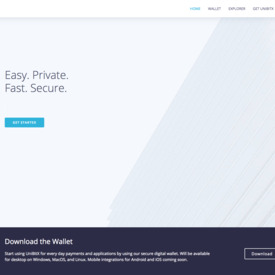 HOME WALLET EXPLORER GET UNIBITX
Easy. Private.
Fast. Secure.
GET STARTED
Download the Wallet
Start using UniBitX for every day payments and applications by using our secure digital wallet. Will be available
for desktop on Windows, MacOS, and Linux. Mobile integrations for Android and iOS coming soon.
Download